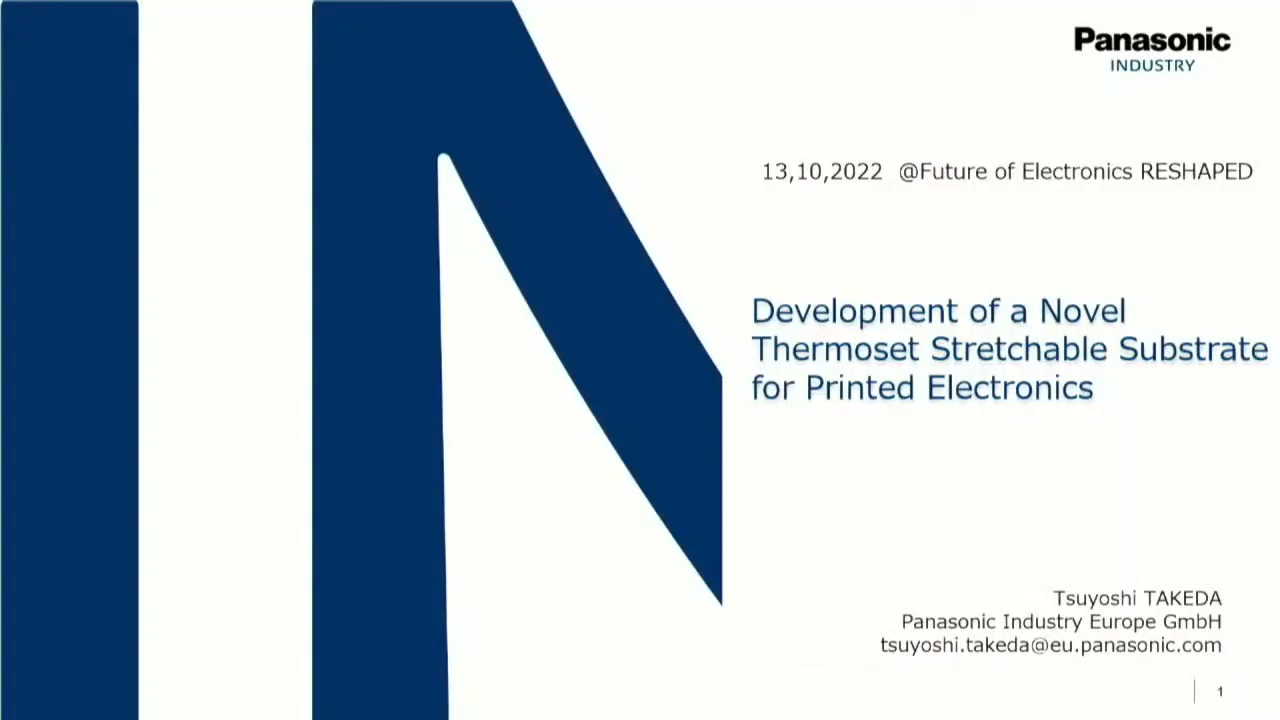 Panasonic
INDUSTRY
13,10,2022 @Future of Electronics RESHAPED
Development of a Novel
Thermoset Stretchable Substrate
for Printed Electronics
Tsuyoshi TAKEDA
Panasonic Industry Europe GmbH
tsuyoshi.takeda@eu.panasonic.com
1